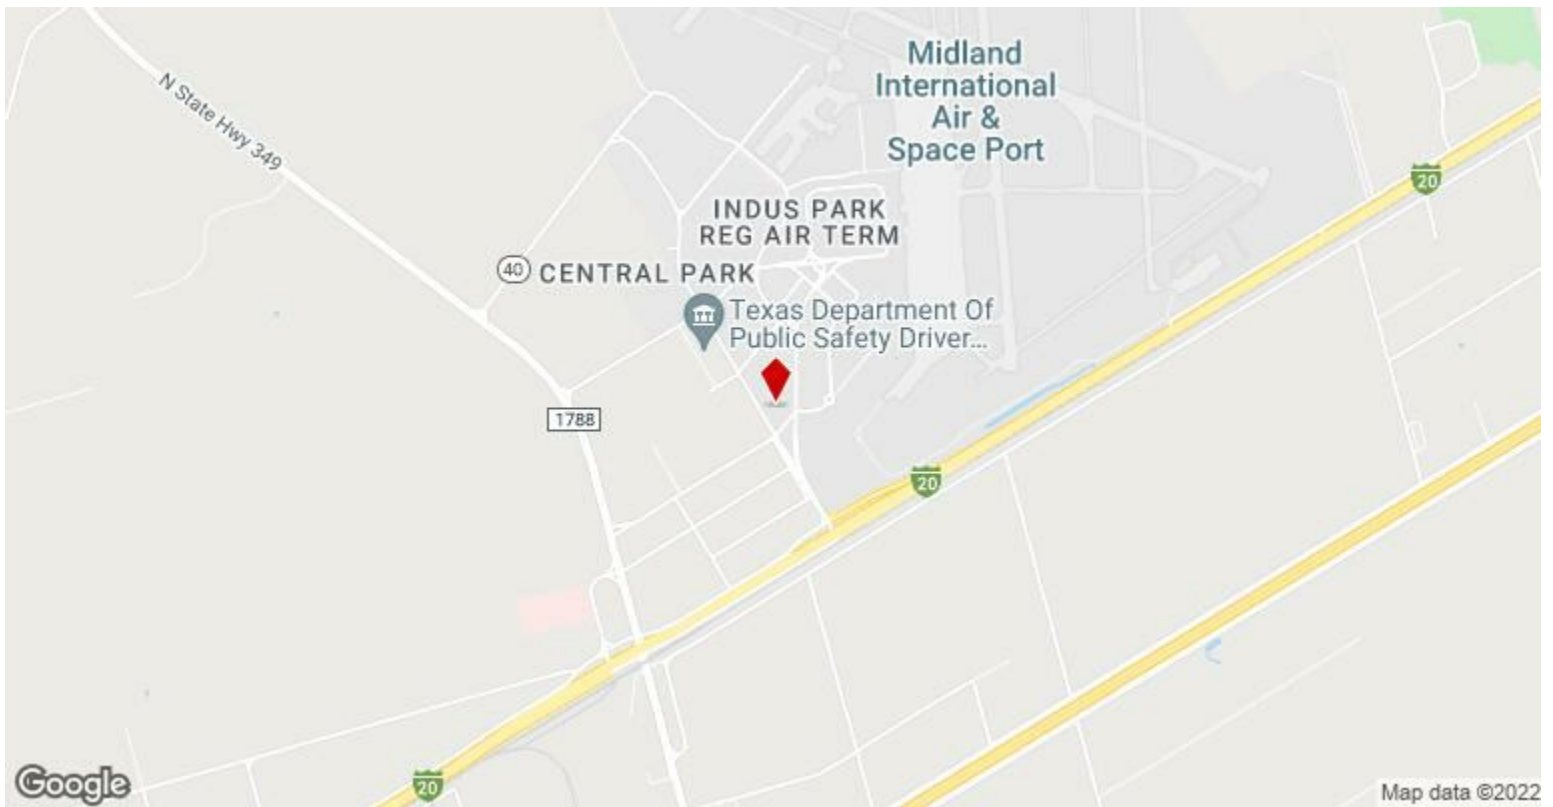 Midland
International
Air &
Space Port
N State Hwy 349
20
INDUS PARK
REG AIR TERM
40 CENTRAL PARK
Texas Department Of
Public Safety Driver...
1788
20
20
Google
Map data ©2022